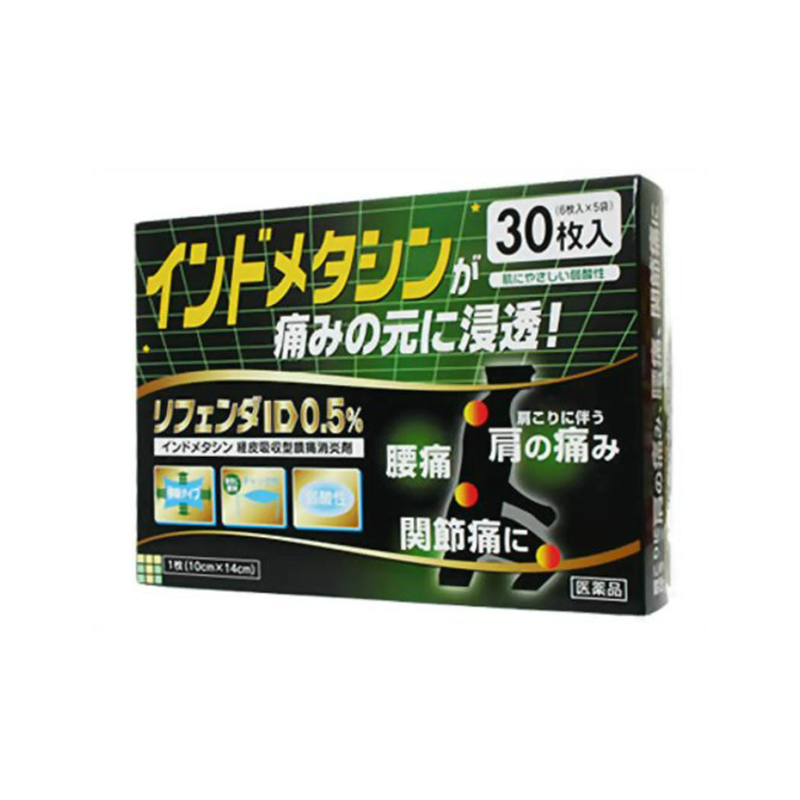 インドメタシンが
痛みの元に浸透！
(6枚入×5袋)
30枚入
肌にやさしい弱酸性
リフェンダID0.5%
インドメタシン 経皮吸収型鎮痛消炎剤
弱酸性
肩こりに伴う
肩の痛み
腰痛
関節痛に
1枚(10cm×14cm)
医薬品